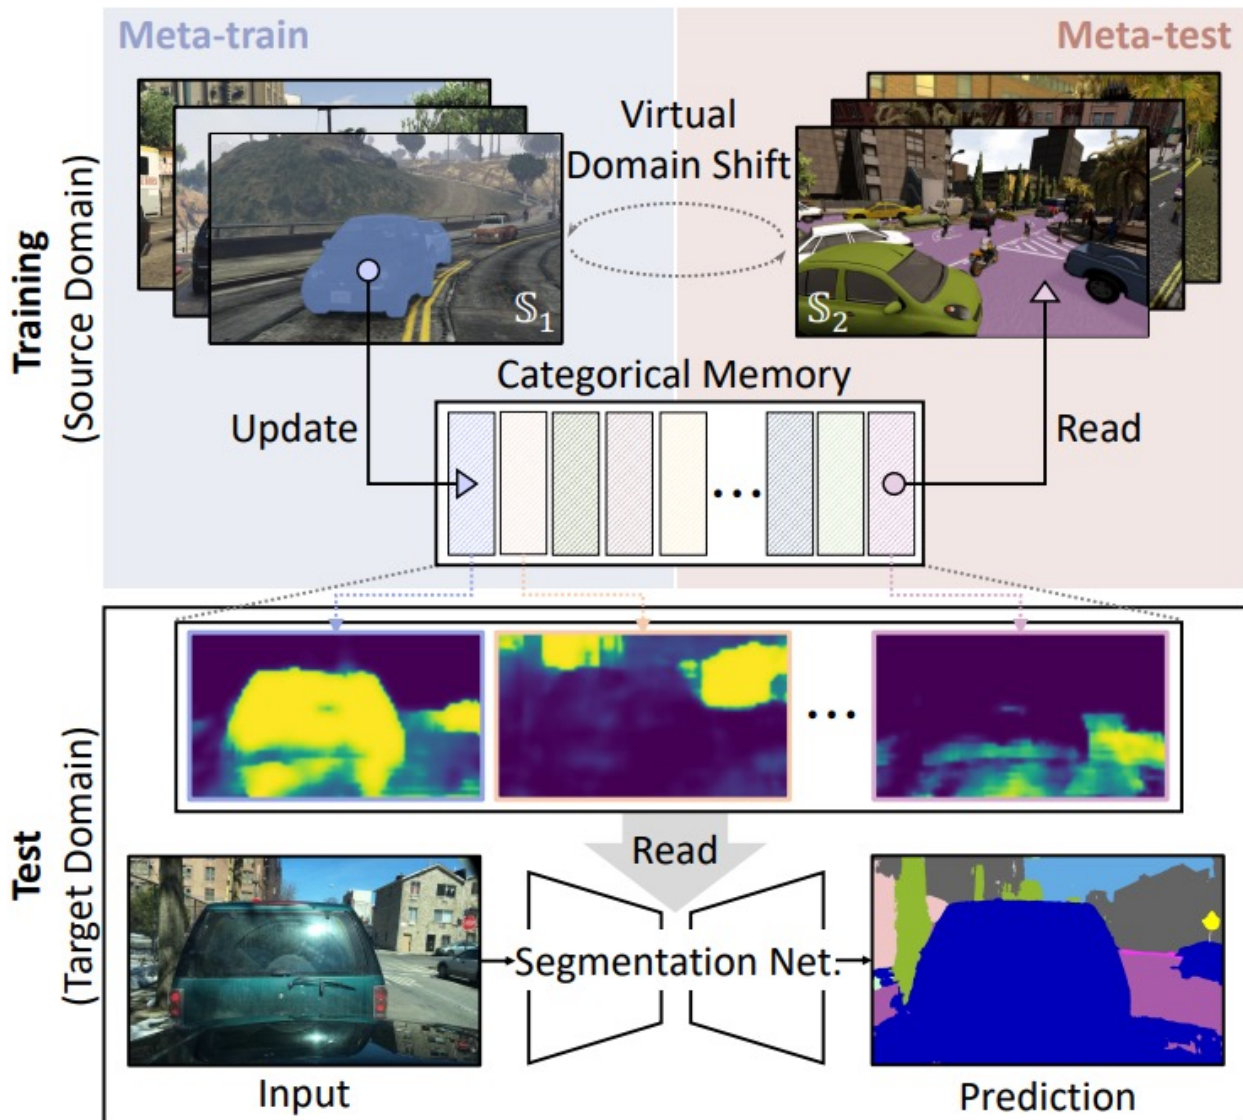 Meta-train
Meta-test
Virtual
Domain Shift
𝕊1
𝕊2
Training
(Source Domain)
Categorical Memory
Update
Read
...
Test
(Target Domain)
...
Read
Segmentation Net.
Input
Prediction